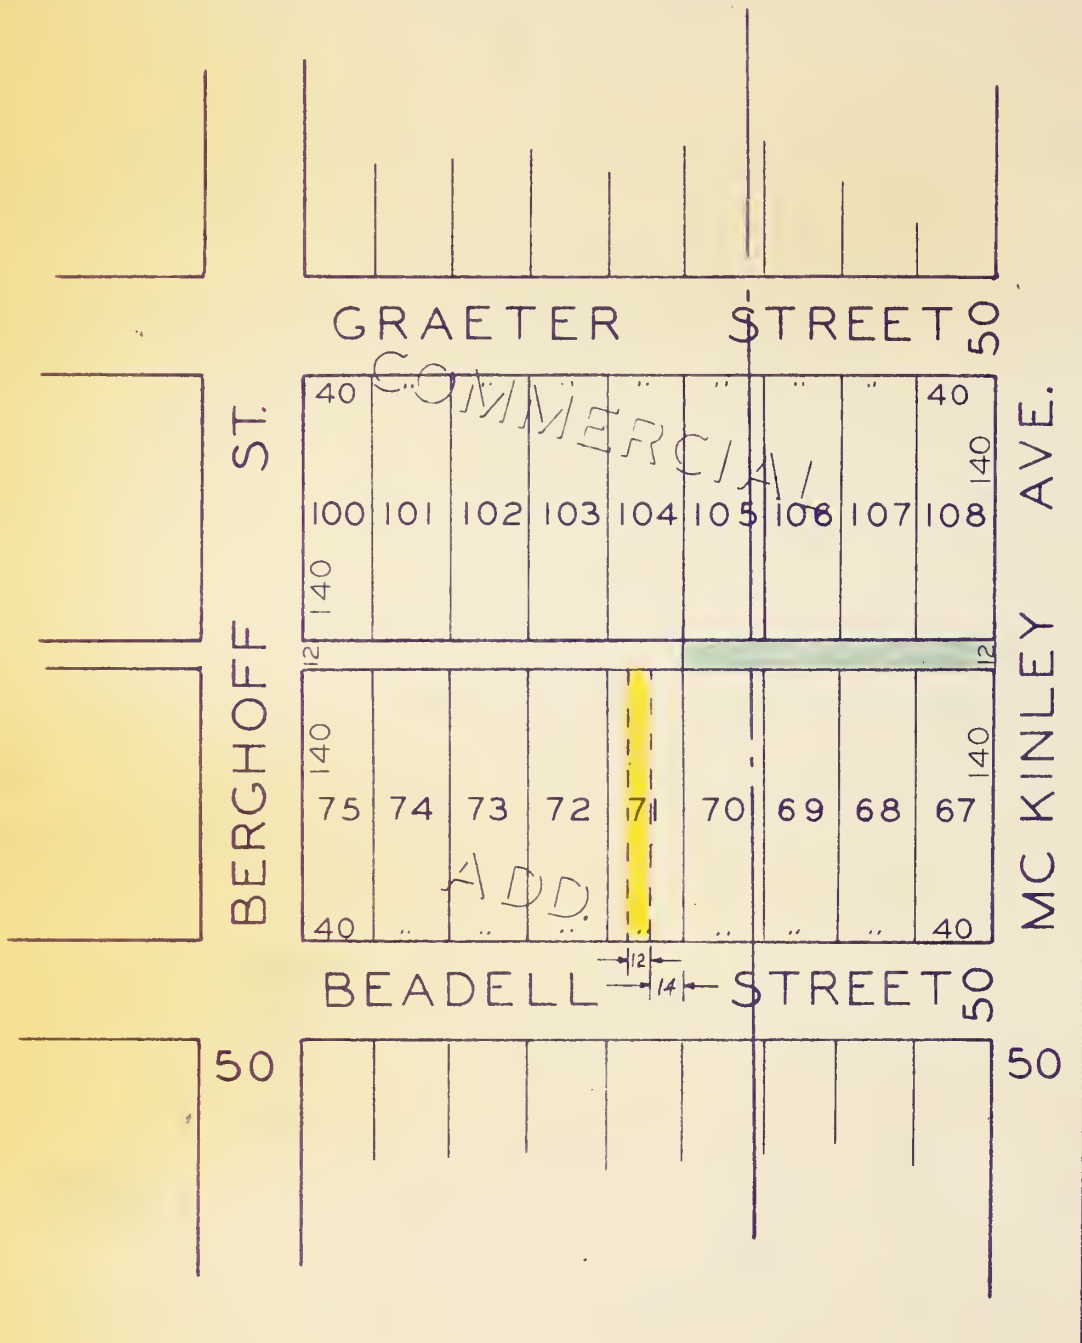 GRAETER STREET 50
COMMERCIAL
40 " " " " " " " 40
ST.
AVE.
140
100 101 102 103 104 105 106 107 108
140
12 12
BERGHOFF
MC KINLEY
140 140
75 74 73 72 71 70 69 68 67
ADD.
40 " " " " " " " 40
12
BEADELL 14 STREET 50
50 50